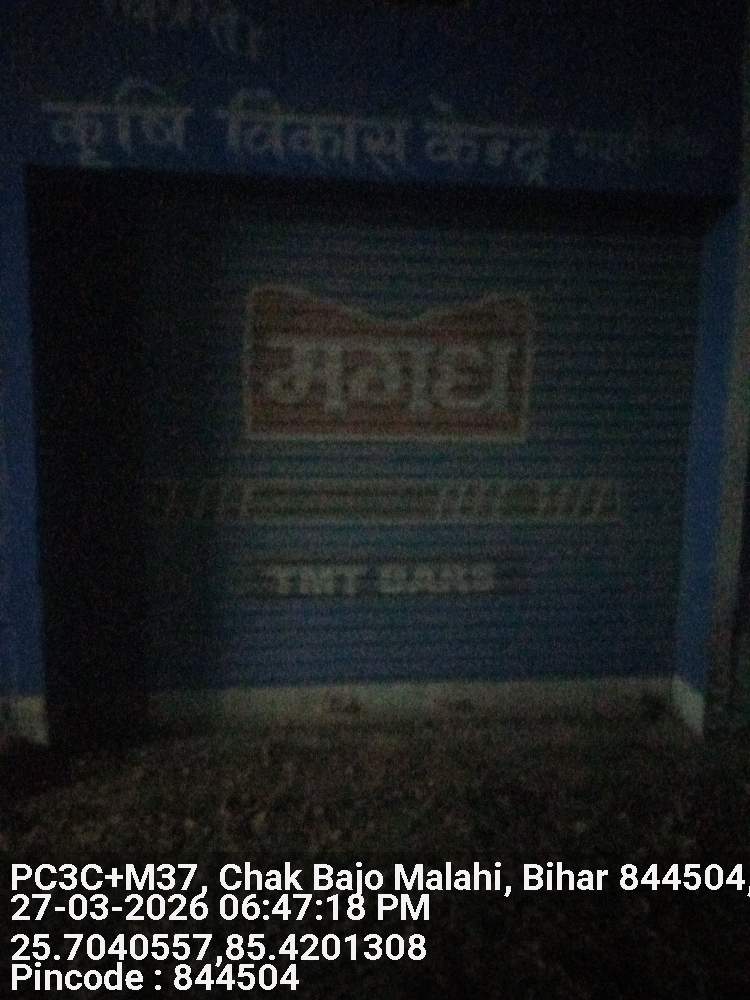 कृषि विकास केन्द्र
मगध
TMT BARS
PC3C+M37, Chak Bajo Malahi, Bihar 844504,
27-03-2026 06:47:18 PM
25.7040557,85.4201308
Pincode : 844504